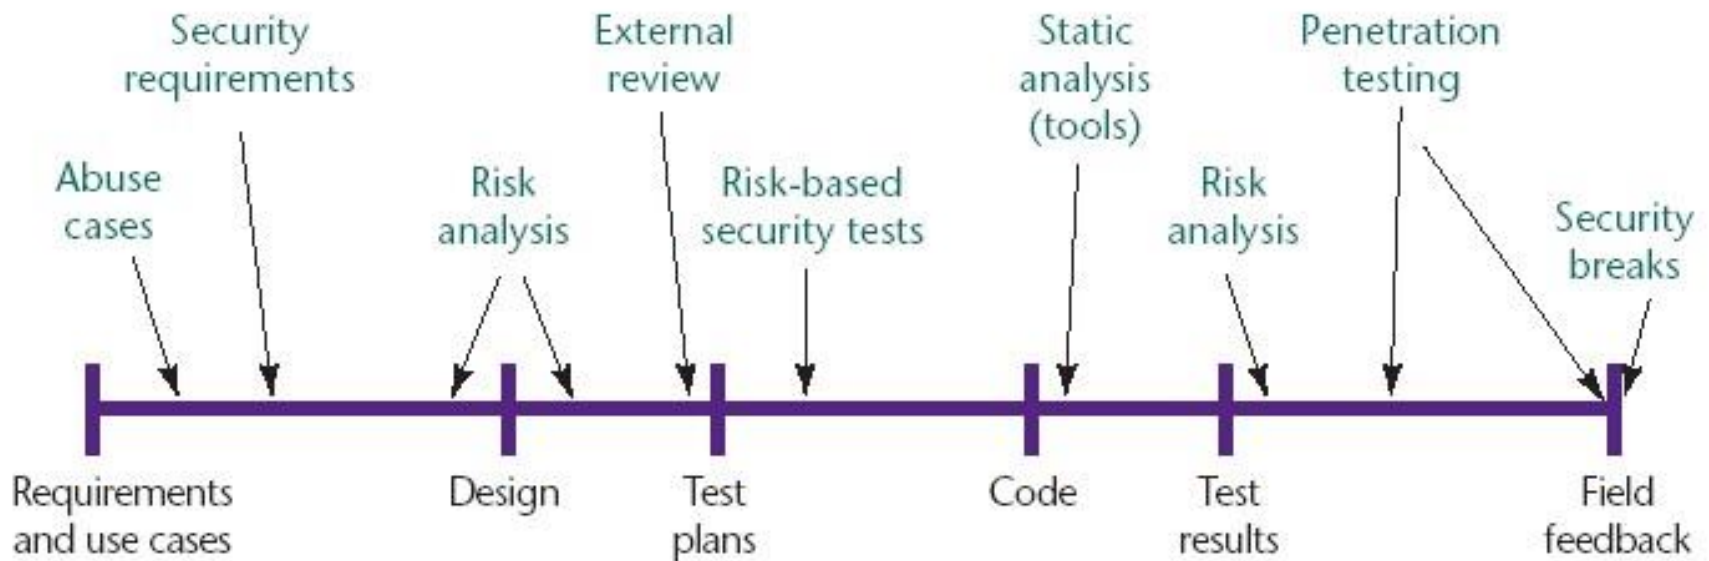 Security
requirements
External
review
Static
analysis
(tools)
Penetration
testing
Abuse
cases
Risk
analysis
Risk-based
security tests
Risk
analysis
Security
breaks
Requirements
and use cases
Design
Test
plans
Code
Test
results
Field
feedback